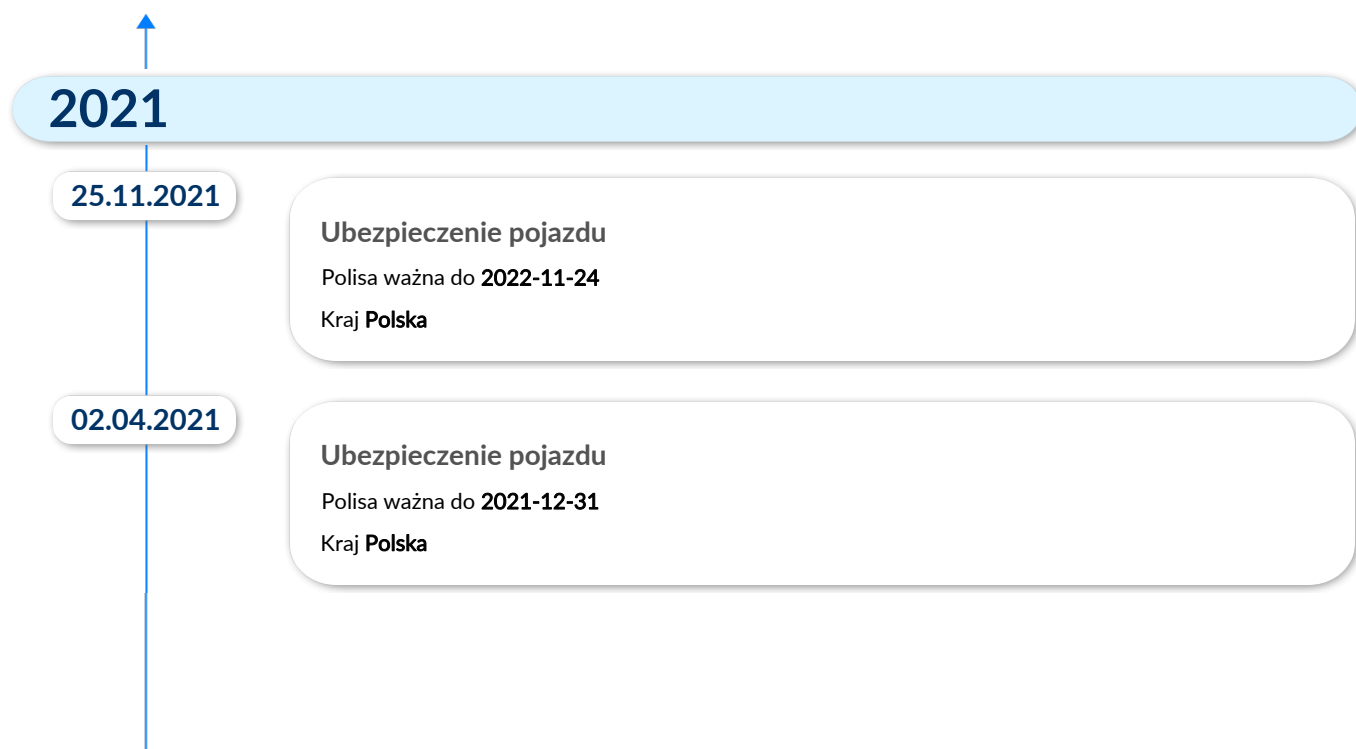 2021
25.11.2021
Ubezpieczenie pojazdu
Polisa ważna do 2022-11-24
Kraj Polska
02.04.2021
Ubezpieczenie pojazdu
Polisa ważna do 2021-12-31
Kraj Polska